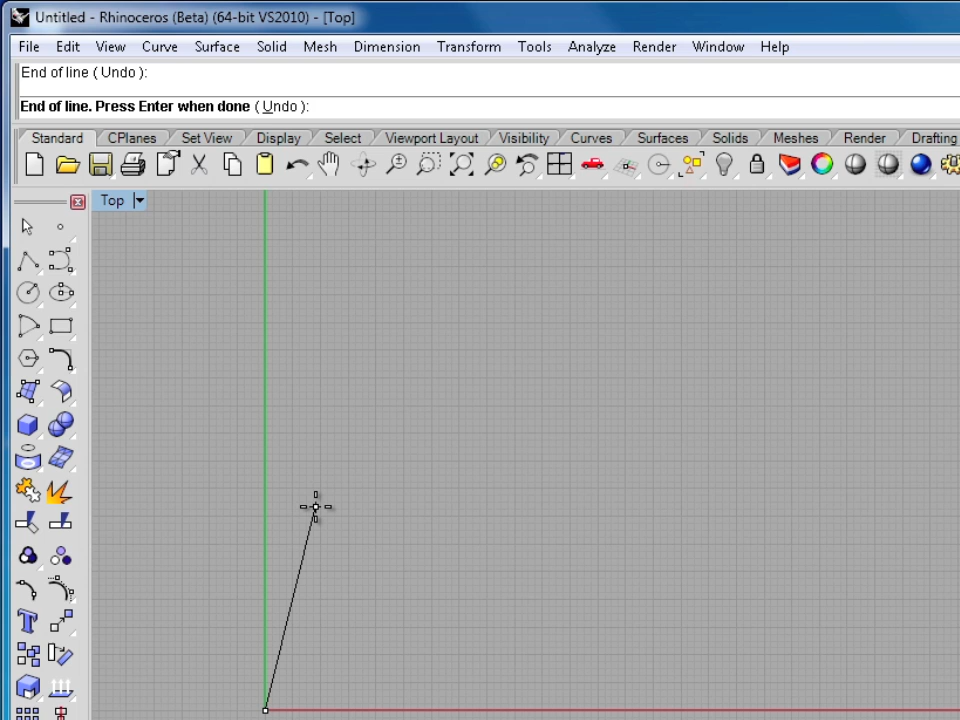 Untitled - Rhinoceros (Beta) (64-bit VS2010) - [Top]
File Edit View Curve Surface Solid Mesh Dimension Transform Tools Analyze Render Window Help
End of line ( Undo ):
End of line. Press Enter when done ( Undo ):
Standard CPlanes Set View Display Select Viewport Layout Visibility Curves Surfaces Solids Meshes Render Drafting
Top